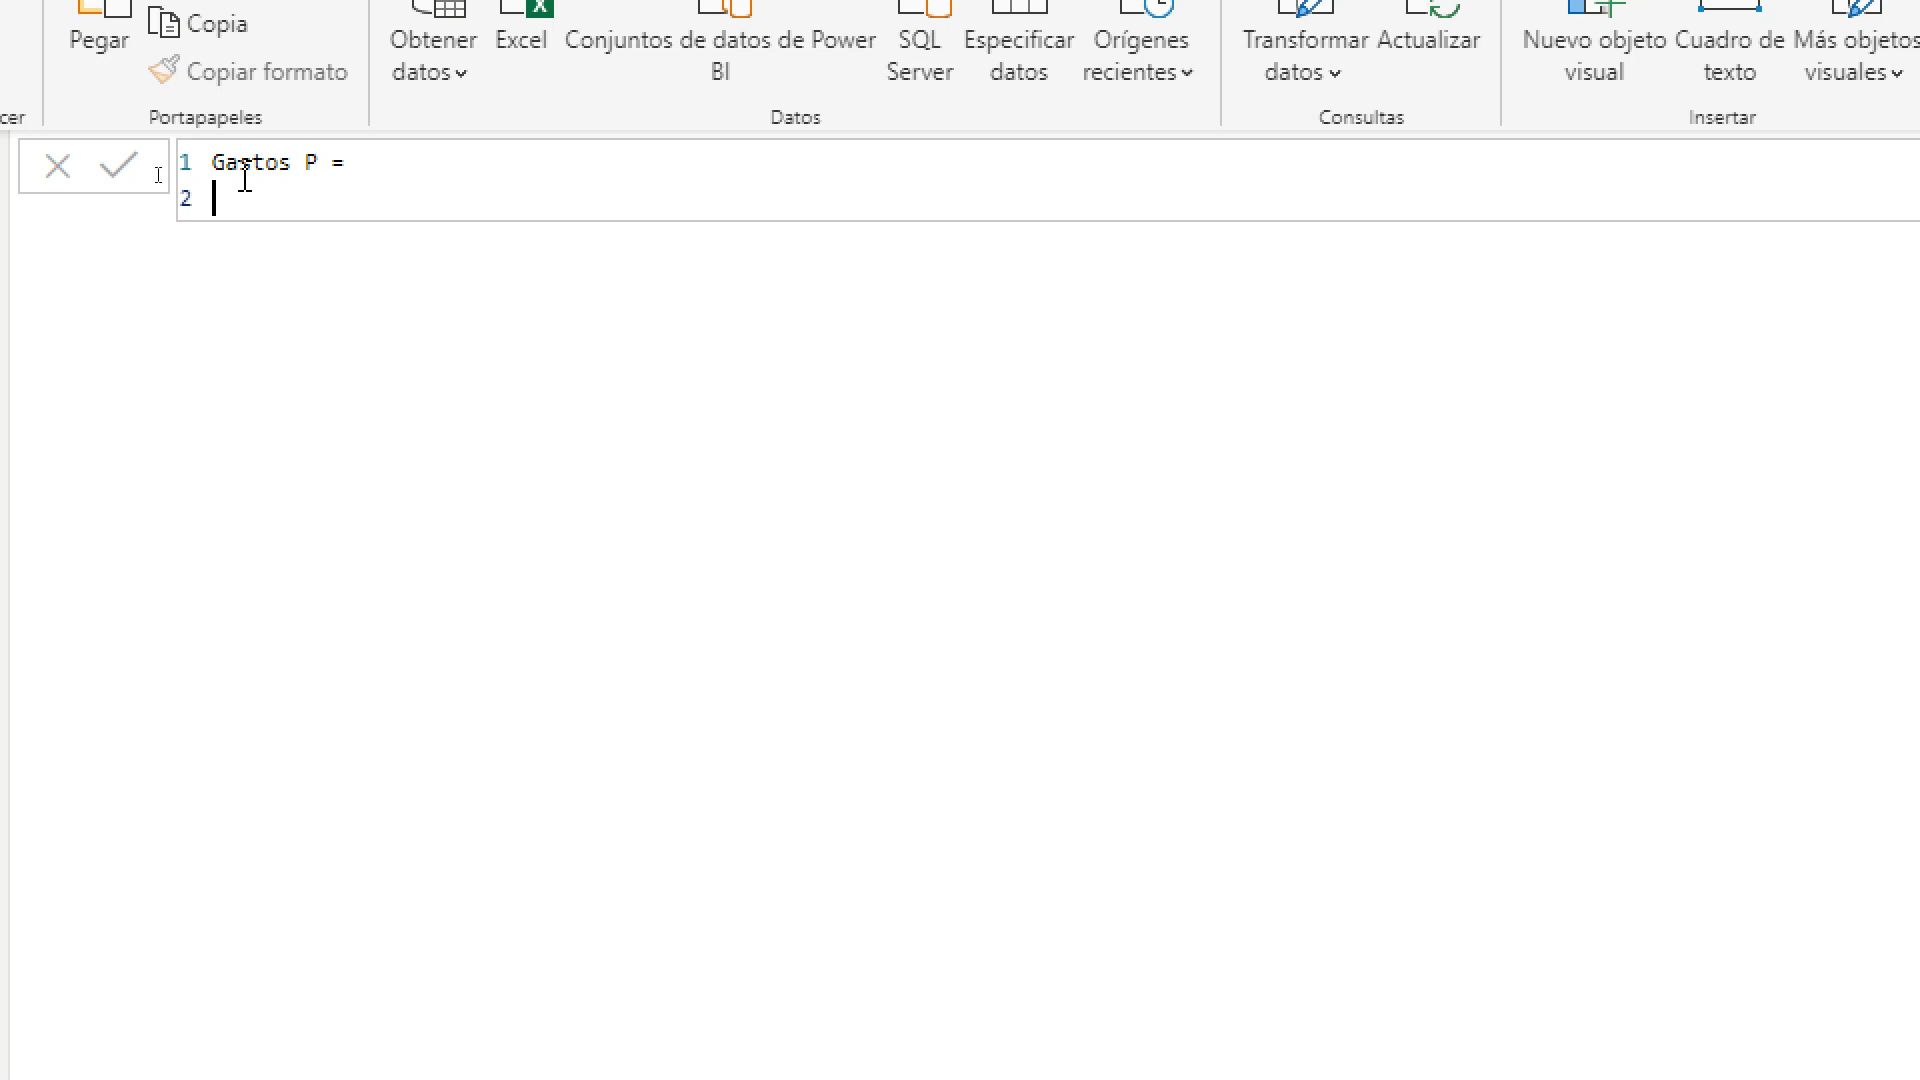 Pegar
Copia
Copiar formato
Portapapeles
cer
Obtener
datos
Excel
Conjuntos de datos de Power
BI
SQL
Server
Especificar
datos
Orígenes
recientes
Datos
Transformar
datos
Actualizar
Consultas
Nuevo objeto
visual
Cuadro de
texto
Más objetos
visuales
Insertar
1 Gastos P =
2